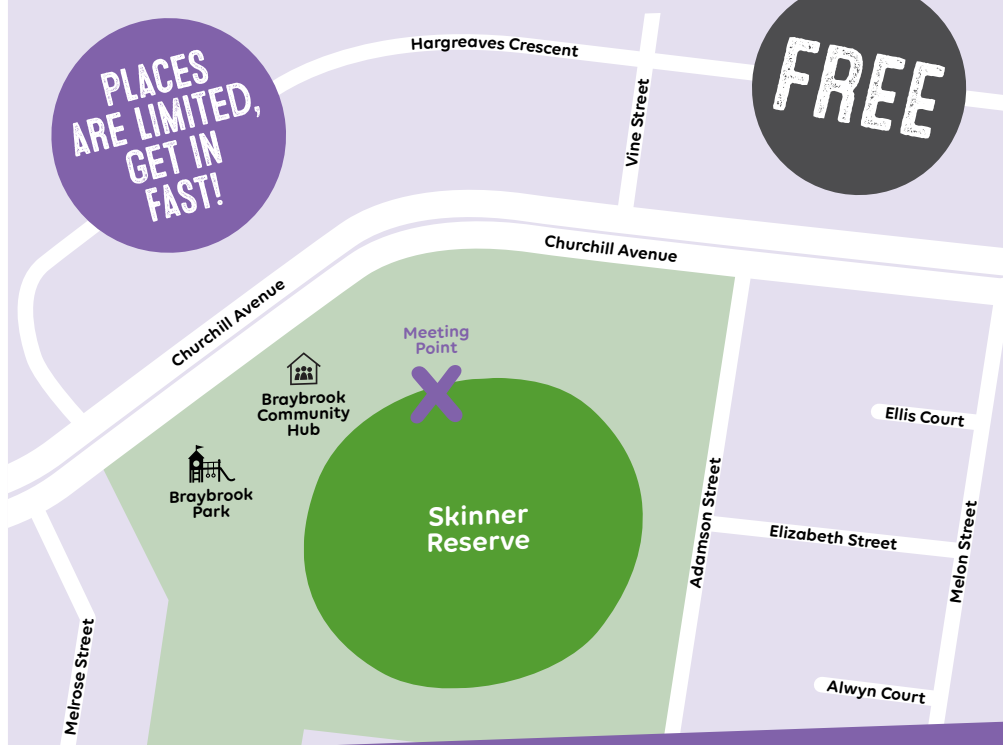 PLACES
ARE LIMITED,
GET IN
FAST!
Hargreaves Crescent
FREE
Vine Street
Churchill Avenue
Churchill Avenue
Meeting
Point
Braybrook
Community
Hub
Braybrook
Park
Skinner
Reserve
Adamson Street
Ellis Court
Elizabeth Street
Melon Street
Melrose Street
Alwyn Court